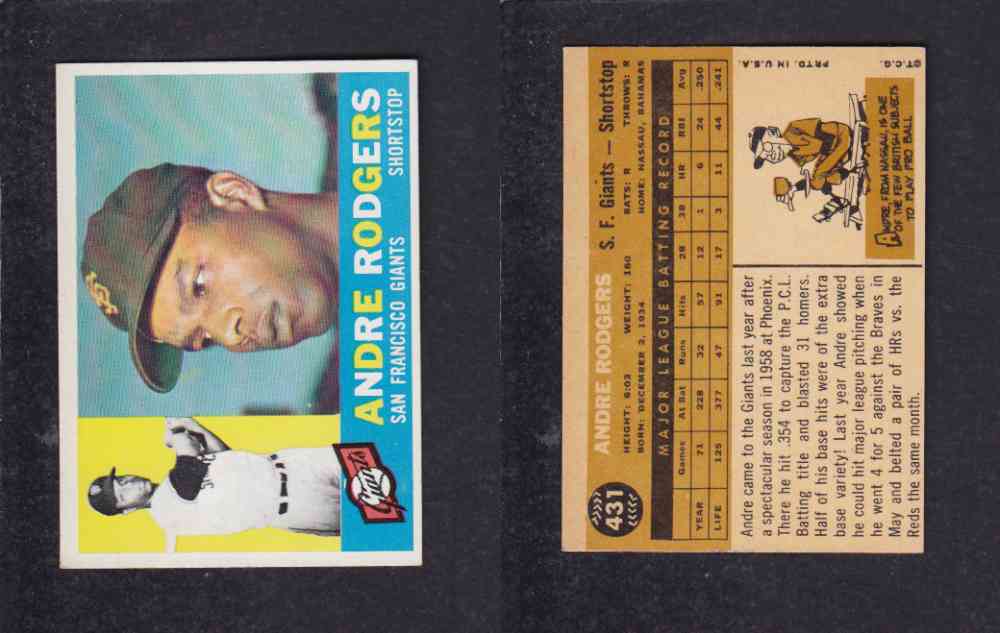 ANDRE RODGERS
SAN FRANCISCO GIANTS SHORTSTOP
Giants
SF
431
ANDRE RODGERS S. F. Giants — Shortstop
HEIGHT: 6:03 WEIGHT: 160 BATS: R THROWS: R
BORN: DECEMBER 2, 1934 HOME: NASSAU, BAHAMAS
MAJOR LEAGUE BATTING RECORD
Games At Bat Runs Hits 2B 3B HR RBI Avg
YEAR 71 228 32 57 12 1 6 24 .250
LIFE 125 377 47 91 17 3 11 44 .241
Andre came to the Giants last year after
a spectacular season in 1958 at Phoenix.
There he hit .354 to capture the P.C.L.
Batting title and blasted 31 homers.
Half of his base hits were of the extra
base variety! Last year Andre showed
he could hit major league pitching when
he went 4 for 5 against the Braves in
May and belted a pair of HRs vs. the
Reds the same month.
ANDRE, FROM NASSAU, IS ONE
OF THE FEW BRITISH SUBJECTS
TO PLAY PRO BALL
©T.C.G. PRTD. IN U.S.A.